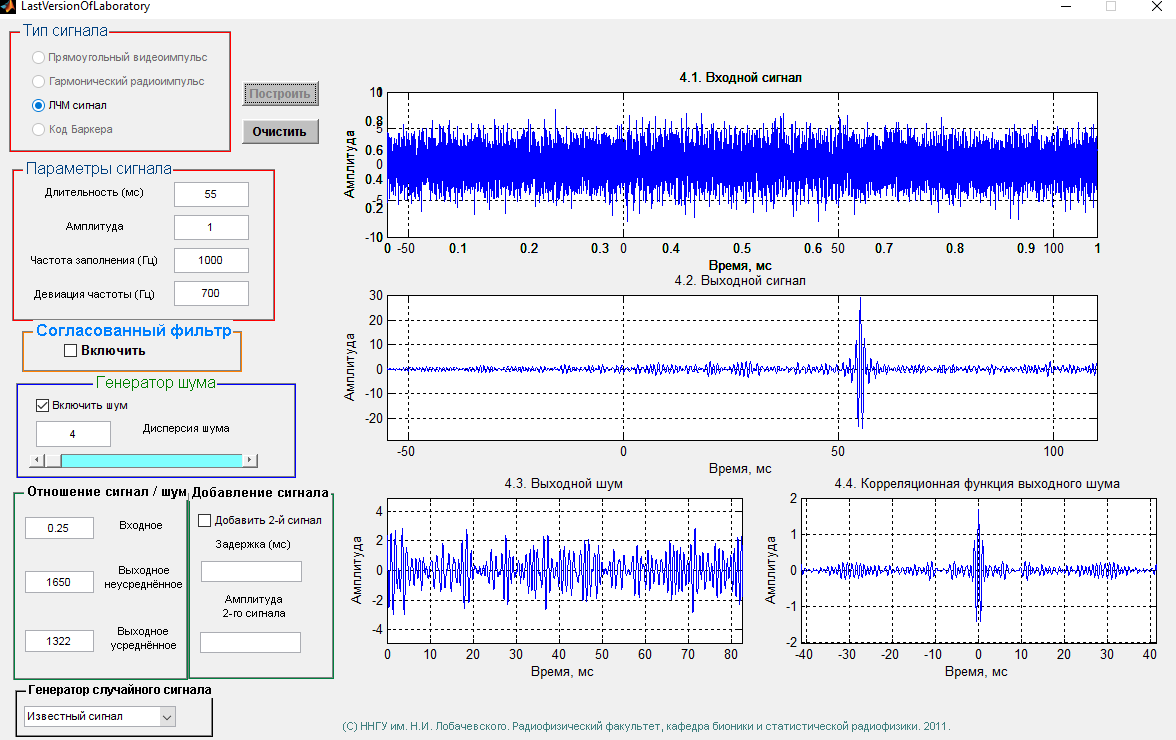 LastVersionOfLaboratory
Тип сигнала
Прямоугольный видеоимпульс
Гармонический радиоимпульс
ЛЧМ сигнал
Код Баркера
Построить
Очистить
Параметры сигнала
Длительность (мс)
55
Амплитуда
1
Частота заполнения (Гц)
1000
Девиация частоты (Гц)
700
Согласованный фильтр
Включить
Генератор шума
Включить шум
4
Дисперсия шума
Отношение сигнал / шум
0.25
Входное
1650
Выходное
неусреднённое
1322
Выходное
усреднённое
Добавление сигнала
Добавить 2-й сигнал
Задержка (мс)
Амплитуда
2-го сигнала
Генератор случайного сигнала
Известный сигнал
4.1. Входной сигнал
Амплитуда
10 1
0.8 5
0.6
0
0.4
0.2 -5
-10
0 -50 0.1 0.2 0.3 0 0.4 0.5 0.6 50 0.7 0.8 0.9 100 1
Время, мс
4.2. Выходной сигнал
Амплитуда
30
20
10
0
-10
-20
-50 0 50 100
Время, мс
4.3. Выходной шум
Амплитуда
4
2
0
-2
-4
0 10 20 30 40 50 60 70 80
Время, мс
4.4. Корреляционная функция выходного шума
Амплитуда
2
1
0
-1
-2
-40 -30 -20 -10 0 10 20 30 40
Время, мс
(C) ННГУ им. Н.И. Лобачевского. Радиофизический факультет, кафедра бионики и статистической радиофизики. 2011.